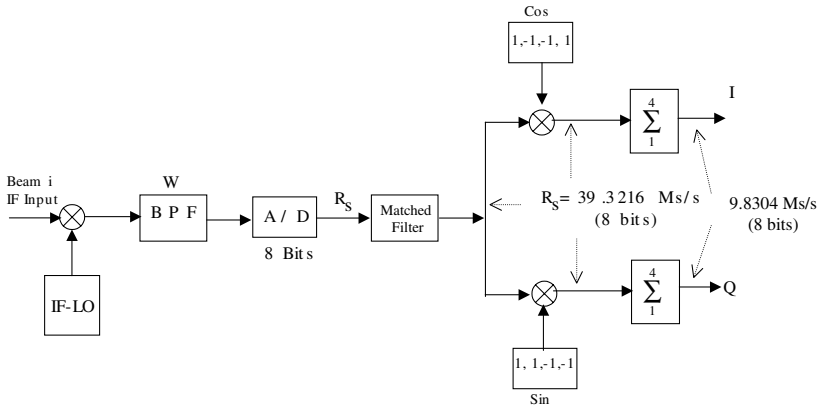 Cos
1,-1,-1, 1
I
4
∑
1
Beam i
IF Input
W
B P F
A / D
8 Bits
R_S
Matched
Filter
R_S= 39 .3216 Ms/s
(8 bits)
9.8304 Ms/s
(8 bits)
IF-LO
4
∑
1
Q
1, 1,-1,-1
Sin